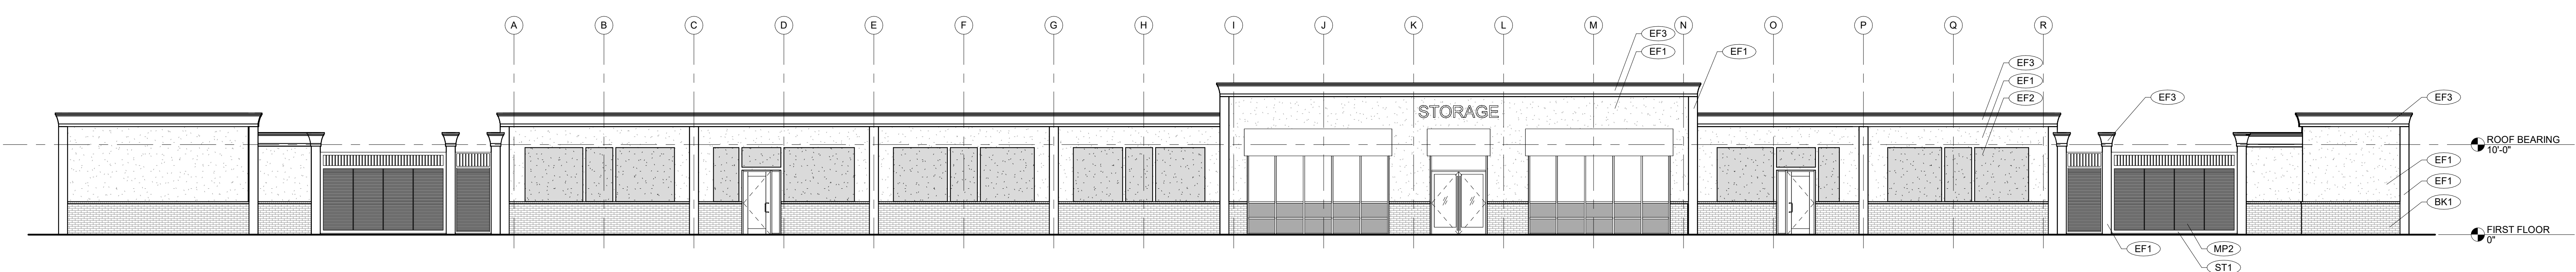 A B C D E F G H I J K L M N O P Q R
EF3
EF1
EF1
EF3
EF1
EF2
EF3
EF3
STORAGE
ROOF BEARING
10'-0"
EF1
EF1
BK1
FIRST FLOOR
0"
EF1
MP2
ST1